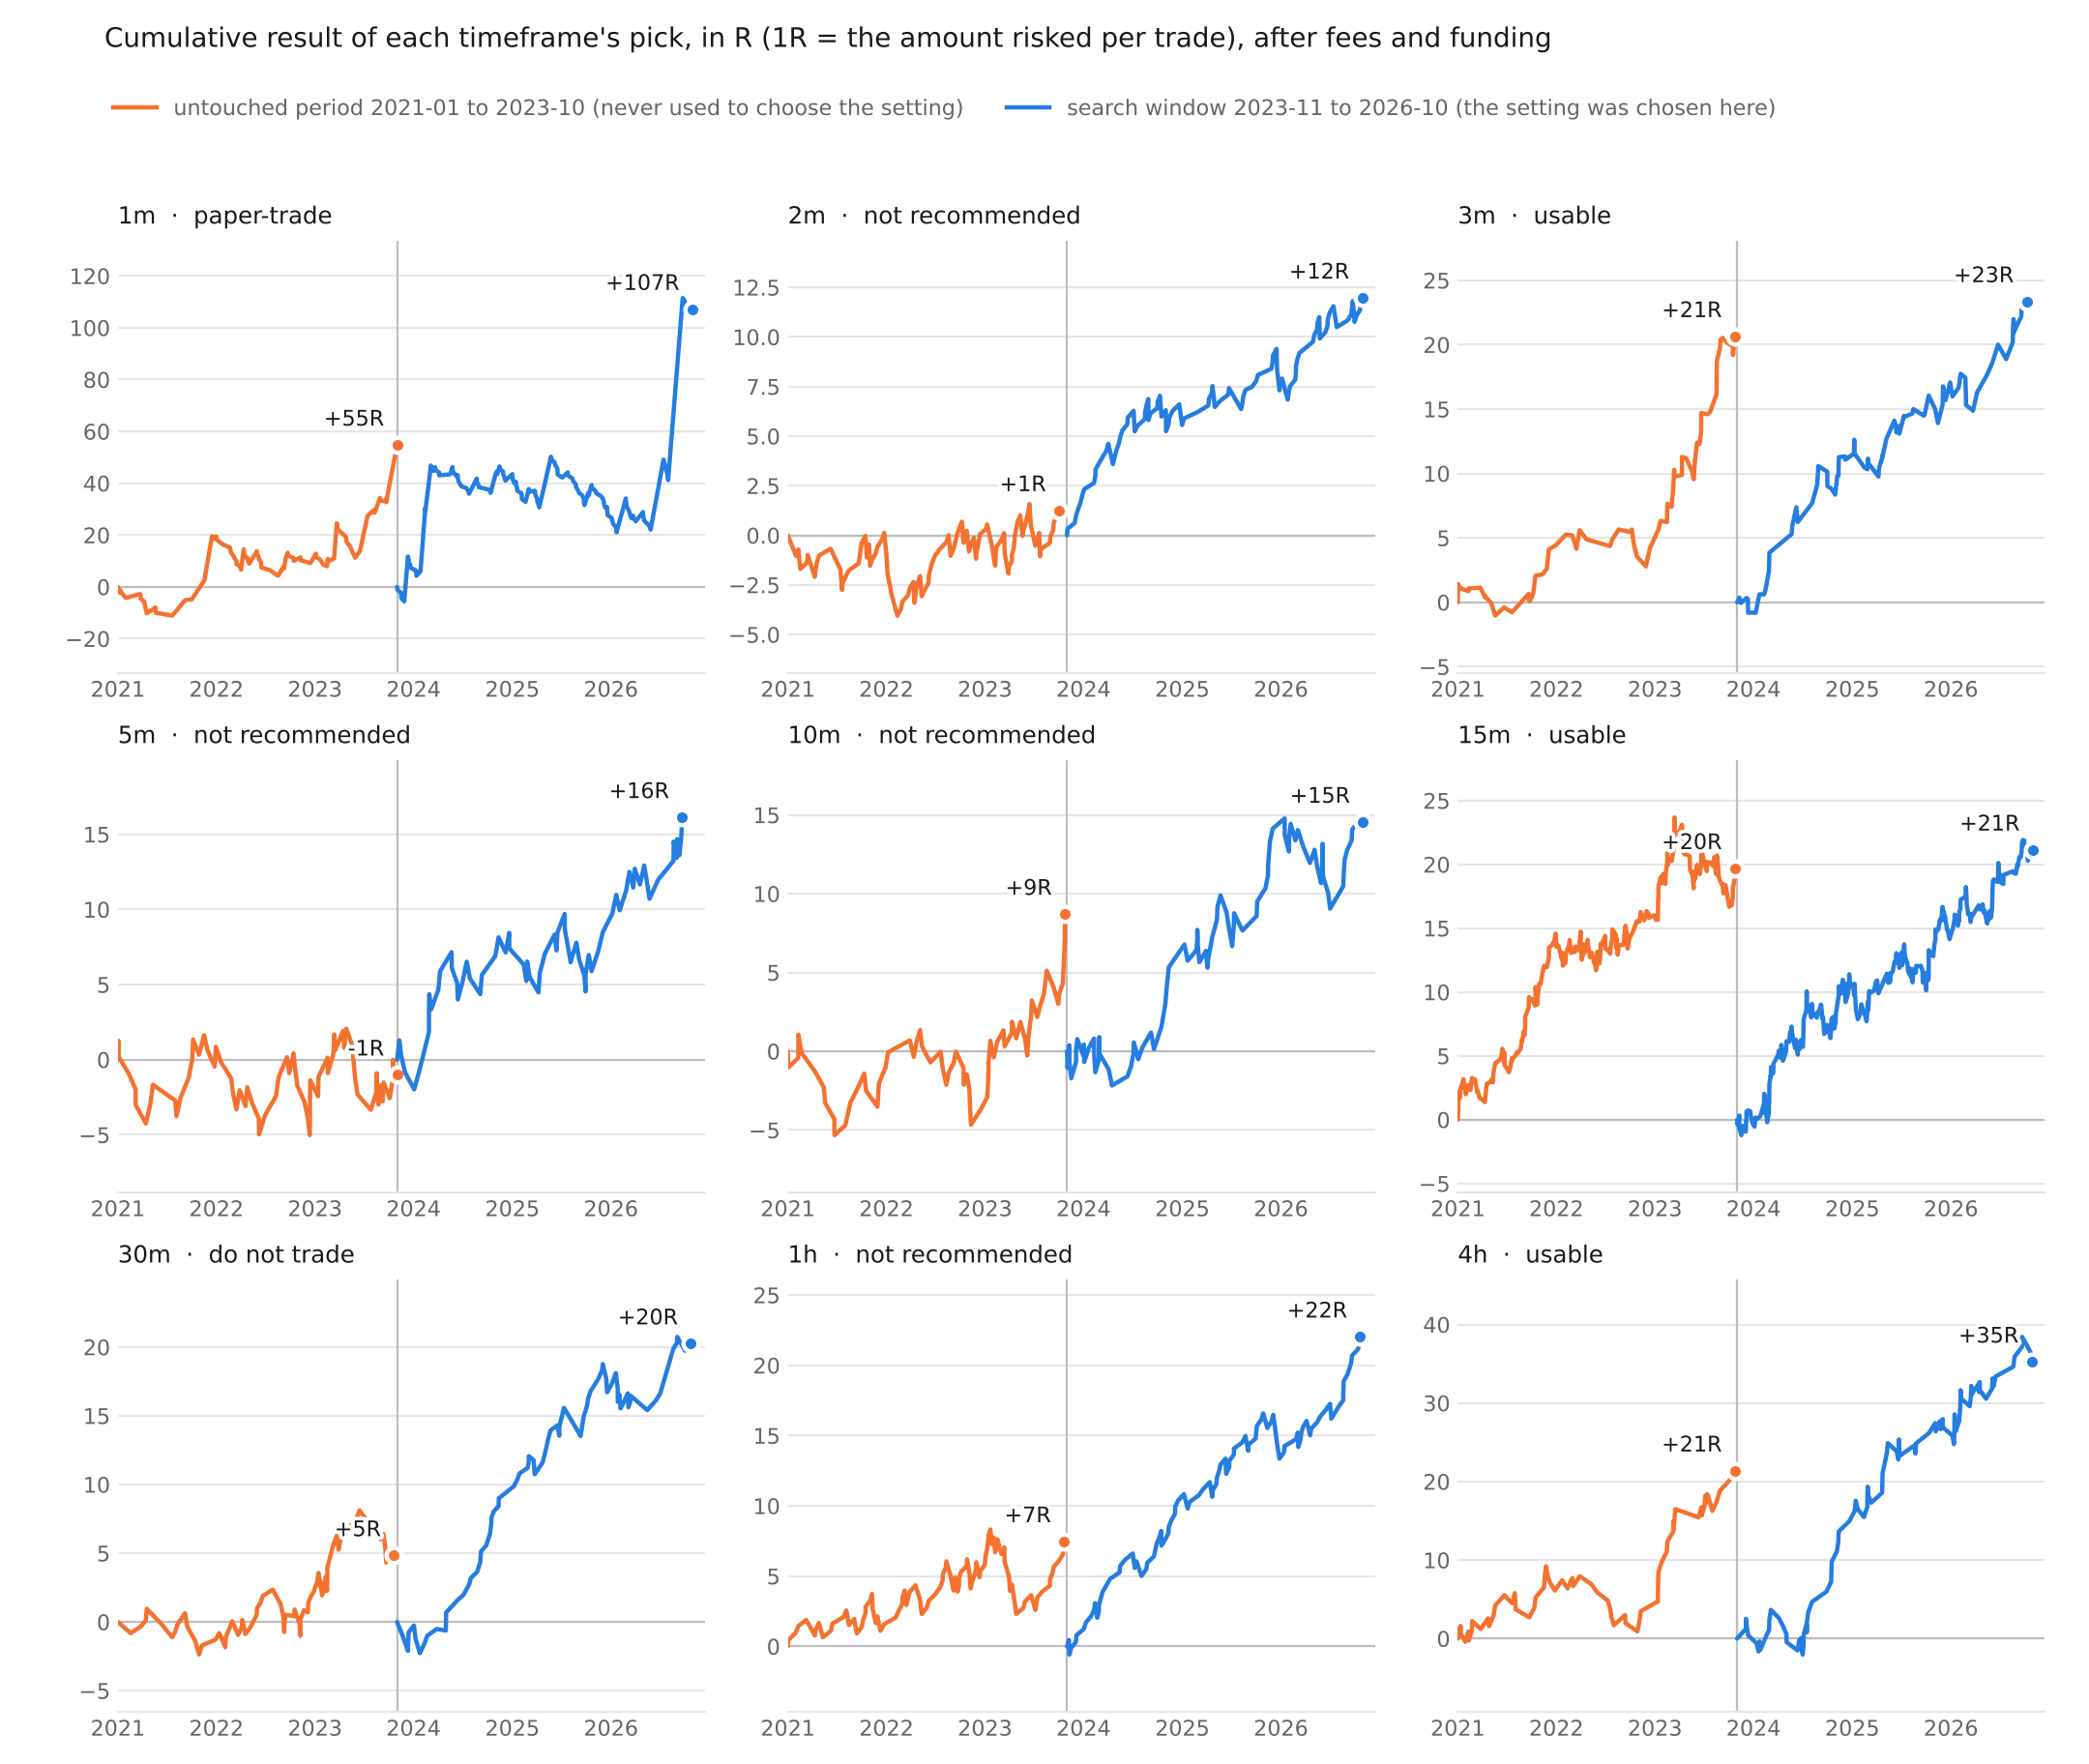 Cumulative result of each timeframe's pick, in R (1R = the amount risked per trade), after fees and funding
untouched period 2021-01 to 2023-10 (never used to choose the setting)
search window 2023-11 to 2026-10 (the setting was chosen here)
1m · paper-trade
120
100
80
60
40
20
0
−20
+55R
+107R
2021 2022 2023 2024 2025 2026
2m · not recommended
12.5
10.0
7.5
5.0
2.5
0.0
−2.5
−5.0
+1R
+12R
2021 2022 2023 2024 2025 2026
3m · usable
25
20
15
10
5
0
−5
+21R
+23R
2021 2022 2023 2024 2025 2026
5m · not recommended
15
10
5
0
−5
-1R
+16R
2021 2022 2023 2024 2025 2026
10m · not recommended
15
10
5
0
−5
+9R
+15R
2021 2022 2023 2024 2025 2026
15m · usable
25
20
15
10
5
0
−5
+20R
+21R
2021 2022 2023 2024 2025 2026
30m · do not trade
20
15
10
5
0
−5
+5R
+20R
2021 2022 2023 2024 2025 2026
1h · not recommended
25
20
15
10
5
0
+7R
+22R
2021 2022 2023 2024 2025 2026
4h · usable
40
30
20
10
0
+21R
+35R
2021 2022 2023 2024 2025 2026